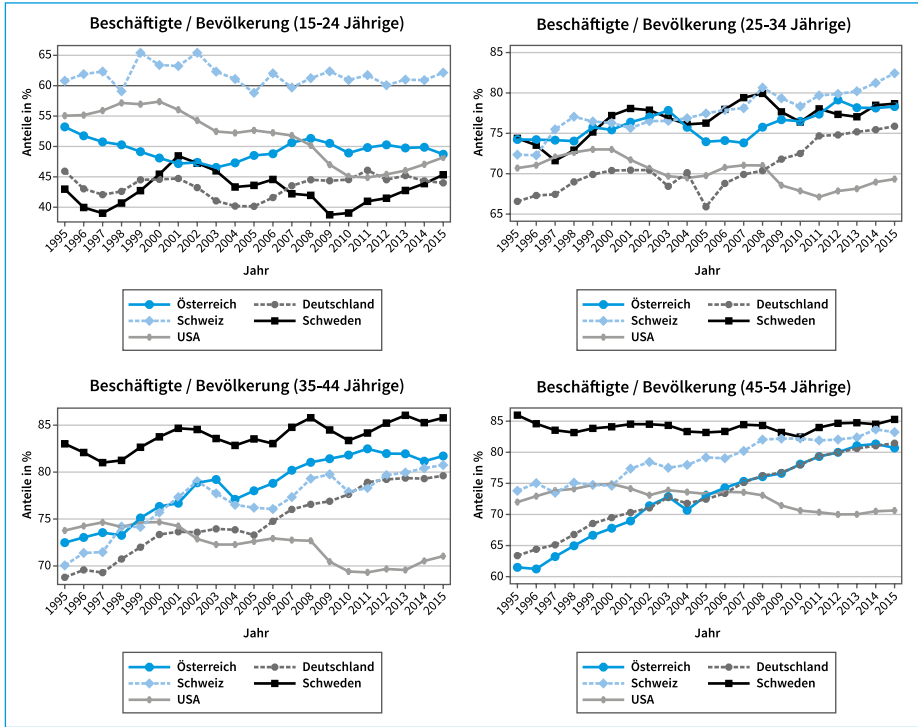 Beschäftigte / Bevölkerung (15-24 Jährige)
Anteile in %
65
60
55
50
45
40
1995 1996 1997 1998 1999 2000 2001 2002 2003 2004 2005 2006 2007 2008 2009 2010 2011 2012 2013 2014 2015
Jahr
Österreich Deutschland
Schweiz Schweden
USA
Beschäftigte / Bevölkerung (25-34 Jährige)
Anteile in %
85
80
75
70
65
1995 1996 1997 1998 1999 2000 2001 2002 2003 2004 2005 2006 2007 2008 2009 2010 2011 2012 2013 2014 2015
Jahr
Österreich Deutschland
Schweiz Schweden
USA
Beschäftigte / Bevölkerung (35-44 Jährige)
Anteile in %
85
80
75
70
1995 1996 1997 1998 1999 2000 2001 2002 2003 2004 2005 2006 2007 2008 2009 2010 2011 2012 2013 2014 2015
Jahr
Österreich Deutschland
Schweiz Schweden
USA
Beschäftigte / Bevölkerung (45-54 Jährige)
Anteile in %
85
80
75
70
65
60
1995 1996 1997 1998 1999 2000 2001 2002 2003 2004 2005 2006 2007 2008 2009 2010 2011 2012 2013 2014 2015
Jahr
Österreich Deutschland
Schweiz Schweden
USA